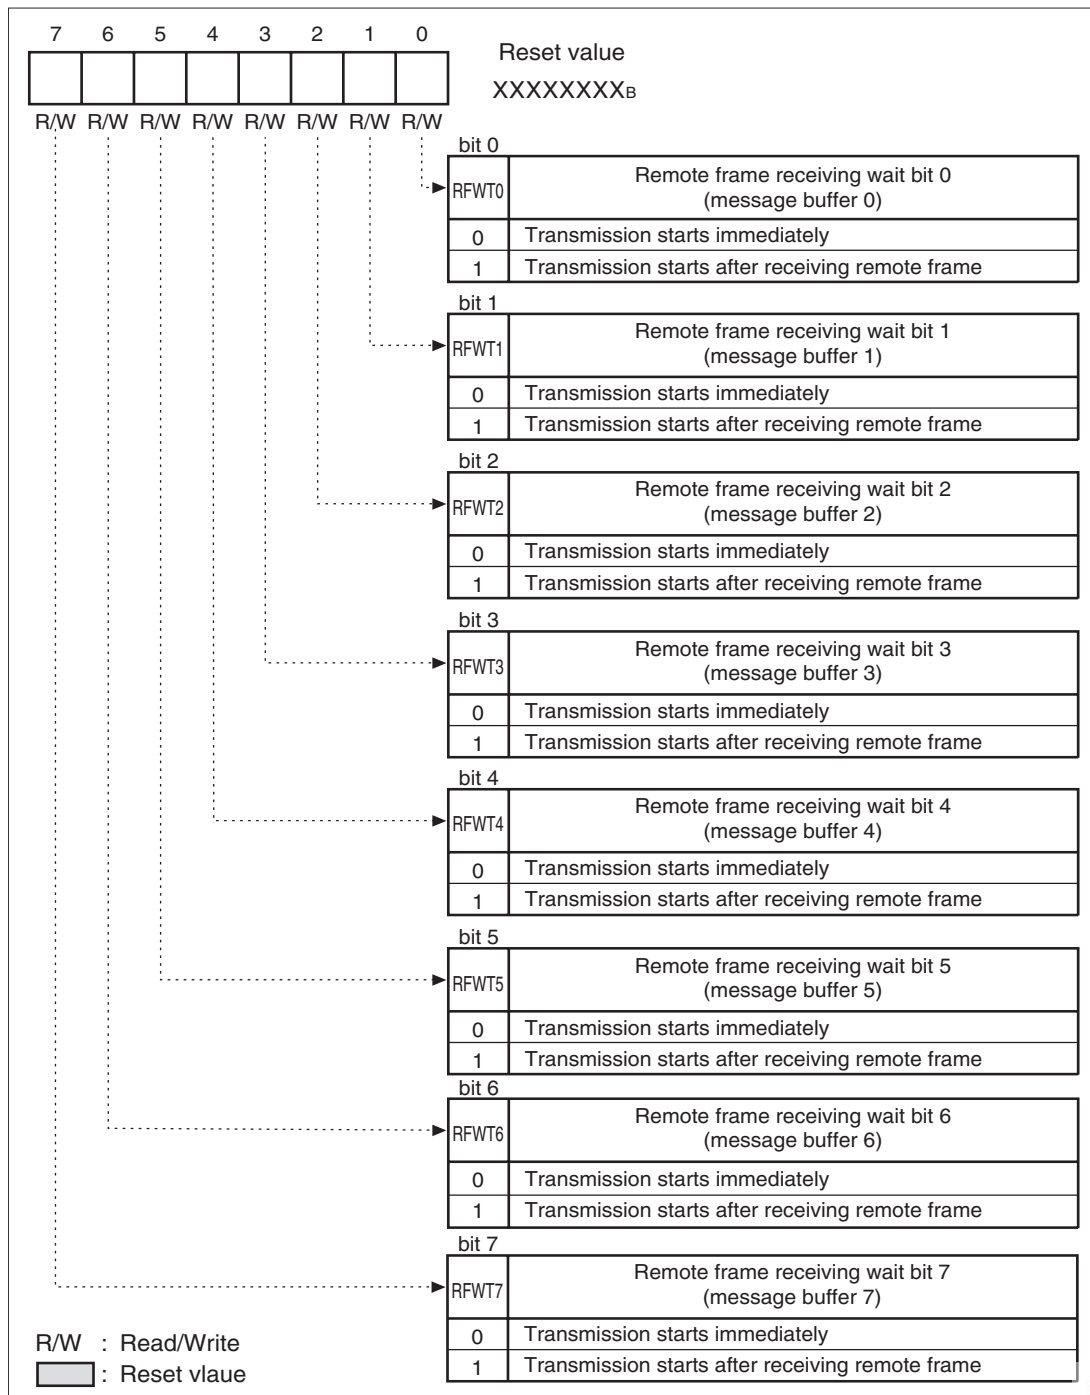 7 6 5 4 3 2 1 0
Reset value
XXXXXXXXB
R/W R/W R/W R/W R/W R/W R/W R/W
bit 0
RFWT0
Remote frame receiving wait bit 0
(message buffer 0)
0 Transmission starts immediately
1 Transmission starts after receiving remote frame
bit 1
RFWT1
Remote frame receiving wait bit 1
(message buffer 1)
0 Transmission starts immediately
1 Transmission starts after receiving remote frame
bit 2
RFWT2
Remote frame receiving wait bit 2
(message buffer 2)
0 Transmission starts immediately
1 Transmission starts after receiving remote frame
bit 3
RFWT3
Remote frame receiving wait bit 3
(message buffer 3)
0 Transmission starts immediately
1 Transmission starts after receiving remote frame
bit 4
RFWT4
Remote frame receiving wait bit 4
(message buffer 4)
0 Transmission starts immediately
1 Transmission starts after receiving remote frame
bit 5
RFWT5
Remote frame receiving wait bit 5
(message buffer 5)
0 Transmission starts immediately
1 Transmission starts after receiving remote frame
bit 6
RFWT6
Remote frame receiving wait bit 6
(message buffer 6)
0 Transmission starts immediately
1 Transmission starts after receiving remote frame
bit 7
RFWT7
Remote frame receiving wait bit 7
(message buffer 7)
0 Transmission starts immediately
1 Transmission starts after receiving remote frame
R/W : Read/Write
: Reset vlaue